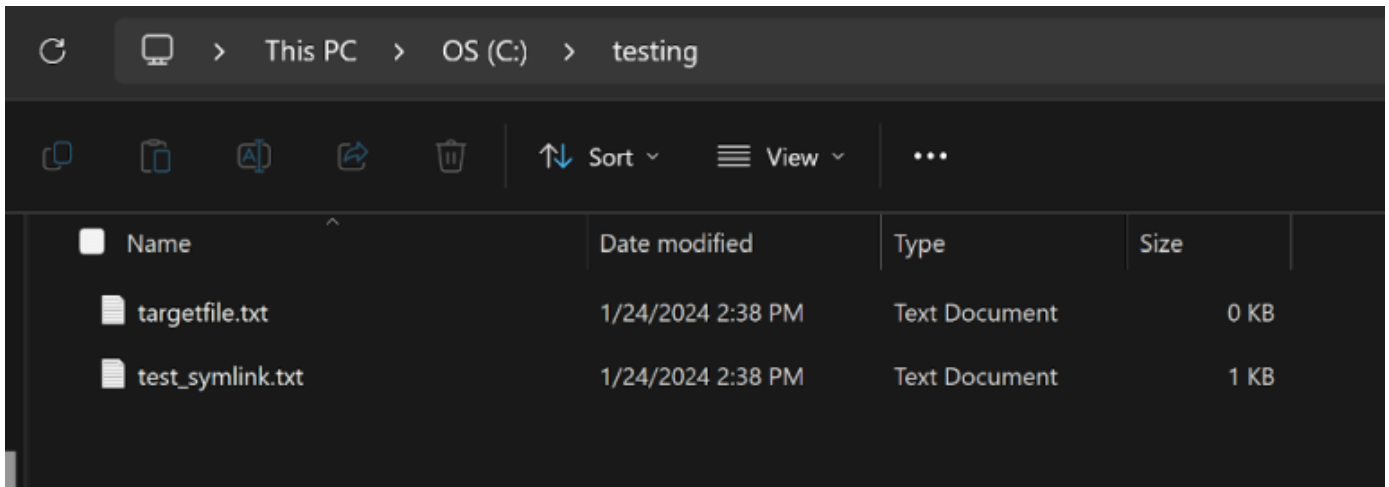 This PC > OS (C:) > testing
Sort View
Name Date modified Type Size
targetfile.txt 1/24/2024 2:38 PM Text Document 0 KB
test_symlink.txt 1/24/2024 2:38 PM Text Document 1 KB